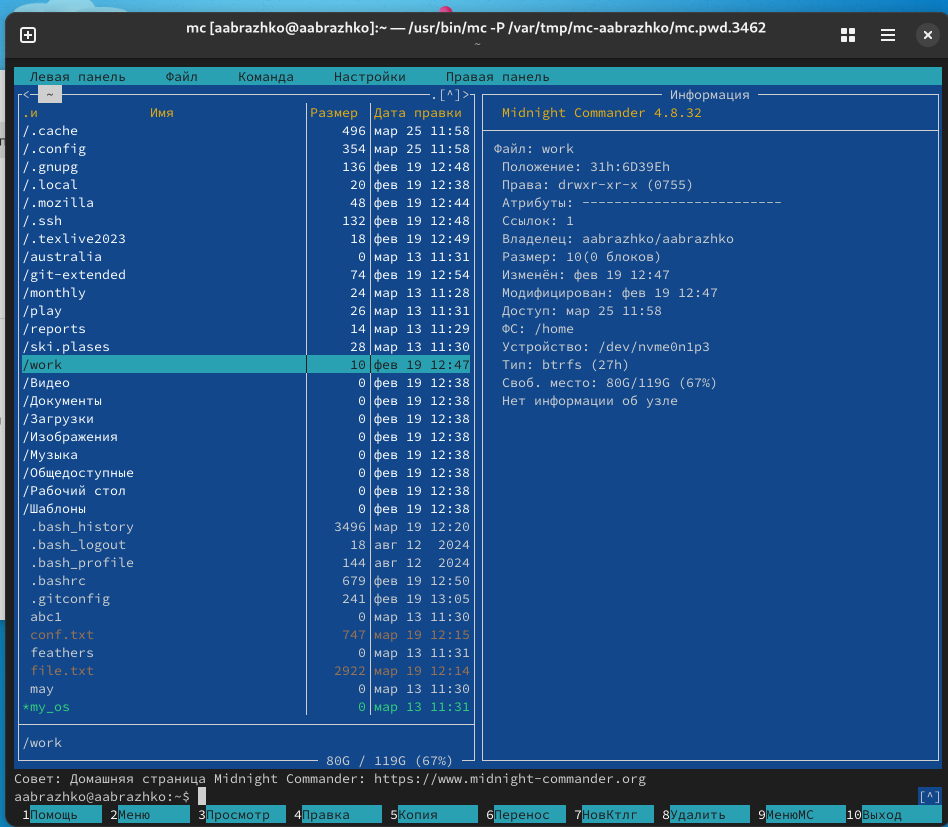 mc [aabrazhko@aabrazhko]:~ — /usr/bin/mc -P /var/tmp/mc-aabrazhko/mc.pwd.3462
~
Левая панель Файл Команда Настройки Правая панель
<─ ~ .[^]>
.и Имя Размер Дата правки
/.cache 496 мар 25 11:58
/.config 354 мар 25 11:58
/.gnupg 136 фев 19 12:48
/.local 20 фев 19 12:38
/.mozilla 48 фев 19 12:44
/.ssh 132 фев 19 12:48
/.texlive2023 18 фев 19 12:49
/australia 0 мар 13 11:31
/git-extended 74 фев 19 12:54
/monthly 24 мар 13 11:28
/play 26 мар 13 11:31
/reports 14 мар 13 11:29
/ski.plases 28 мар 13 11:30
/work 10 фев 19 12:47
/Видео 0 фев 19 12:38
/Документы 0 фев 19 12:38
/Загрузки 0 фев 19 12:38
/Изображения 0 фев 19 12:38
/Музыка 0 фев 19 12:38
/Общедоступные 0 фев 19 12:38
/Рабочий стол 0 фев 19 12:38
/Шаблоны 0 фев 19 12:38
.bash_history 3496 мар 19 12:20
.bash_logout 18 авг 12 2024
.bash_profile 144 авг 12 2024
.bashrc 679 фев 19 12:50
.gitconfig 241 фев 19 13:05
abc1 0 мар 13 11:30
conf.txt 747 мар 19 12:15
feathers 0 мар 13 11:31
file.txt 2922 мар 19 12:14
may 0 мар 13 11:30
*my_os 0 мар 13 11:31
/work
80G / 119G (67%)
Информация
Midnight Commander 4.8.32
Файл: work
Положение: 31h:6D39Eh
Права: drwxr-xr-x (0755)
Атрибуты: -------------------------
Ссылок: 1
Владелец: aabrazhko/aabrazhko
Размер: 10(0 блоков)
Изменён: фев 19 12:47
Модифицирован: фев 19 12:47
Доступ: мар 25 11:58
ФС: /home
Устройство: /dev/nvme0n1p3
Тип: btrfs (27h)
Своб. место: 80G/119G (67%)
Нет информации об узле
Совет: Домашняя страница Midnight Commander: https://www.midnight-commander.org
aabrazhko@aabrazhko:~$ [^]
1Помощь 2Меню 3Просмотр 4Правка 5Копия 6Перенос 7НовКтлг 8Удалить 9МенюMC 10Выход